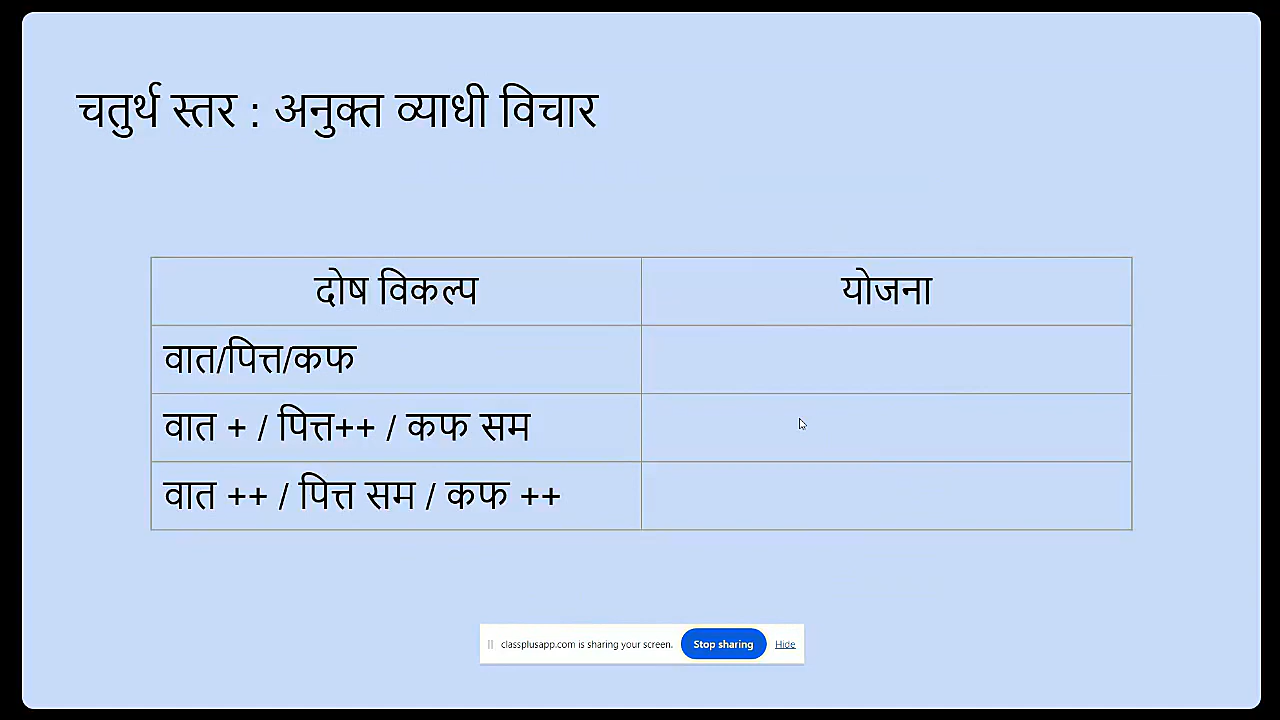 चतुर्थ स्तर : अनुक्त व्याधी विचार
दोष विकल्प योजना
वात/पित्त/कफ
वात + / पित्त++ / कफ सम
वात ++ / पित्त सम / कफ ++
classplusapp.com is sharing your screen. Stop sharing Hide